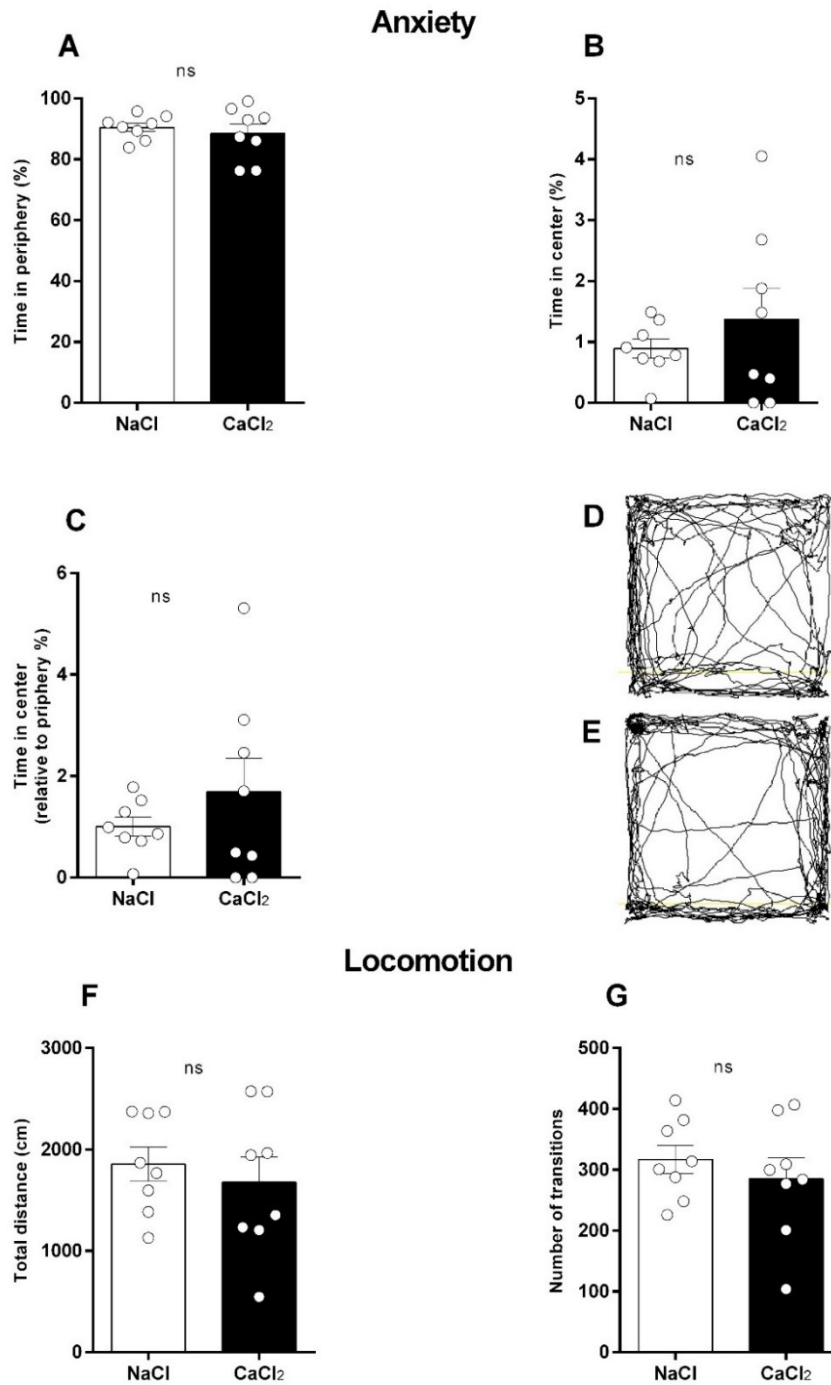 Anxiety
A
ns
Time in periphery (%)
100
80
60
40
20
0
NaCl
CaCl2
B
ns
Time in center (%)
5
4
3
2
1
0
NaCl
CaCl2
C
ns
Time in center
(relative to priphery %)
6
4
2
0
NaCl
CaCl2
D
E
Locomotion
F
ns
Total distance (cm)
3000
2000
1000
0
NaCl
CaCl2
G
ns
Number of transitions
500
400
300
200
100
0
NaCl
CaCl2